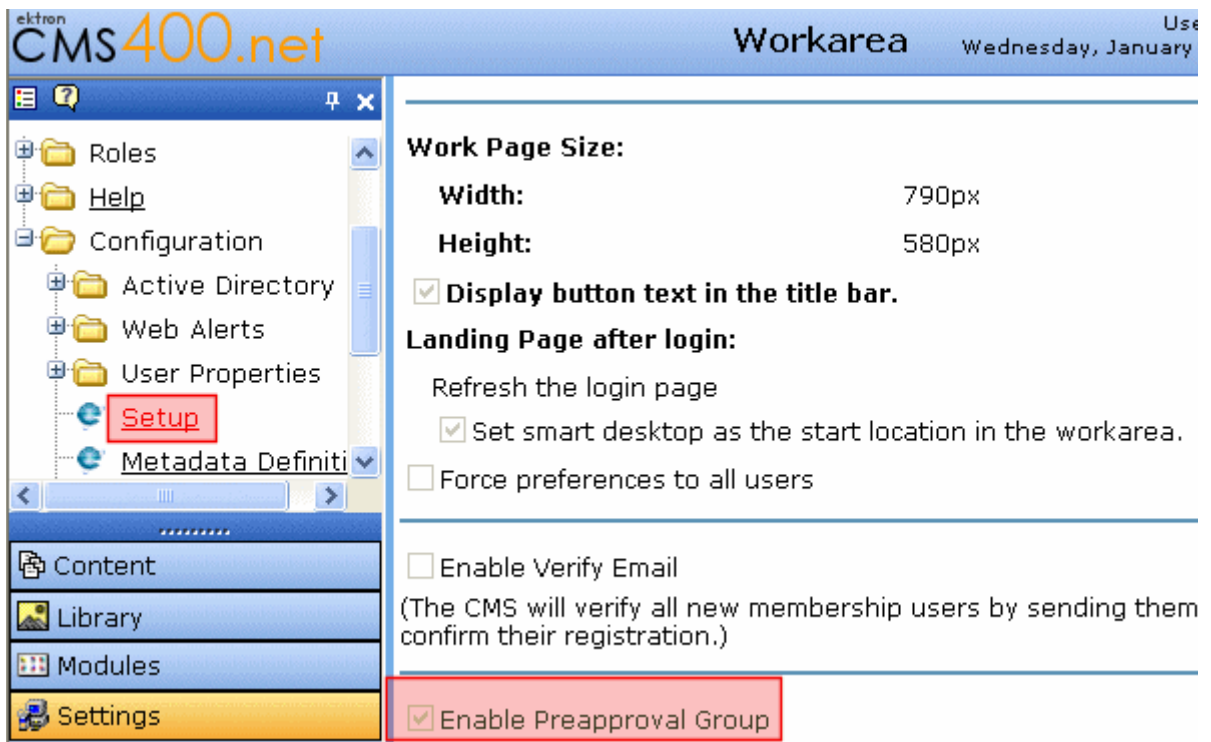 ektron
CMS400.net
Workarea
Use
Wednesday, January
Roles
Help
Configuration
Active Directory
Web Alerts
User Properties
Setup
Metadata Definiti
Content
Library
Modules
Settings
Work Page Size:
Width: 790px
Height: 580px
Display button text in the title bar.
Landing Page after login:
Refresh the login page
Set smart desktop as the start location in the workarea.
Force preferences to all users
Enable Verify Email
(The CMS will verify all new membership users by sending them
confirm their registration.)
Enable Preapproval Group